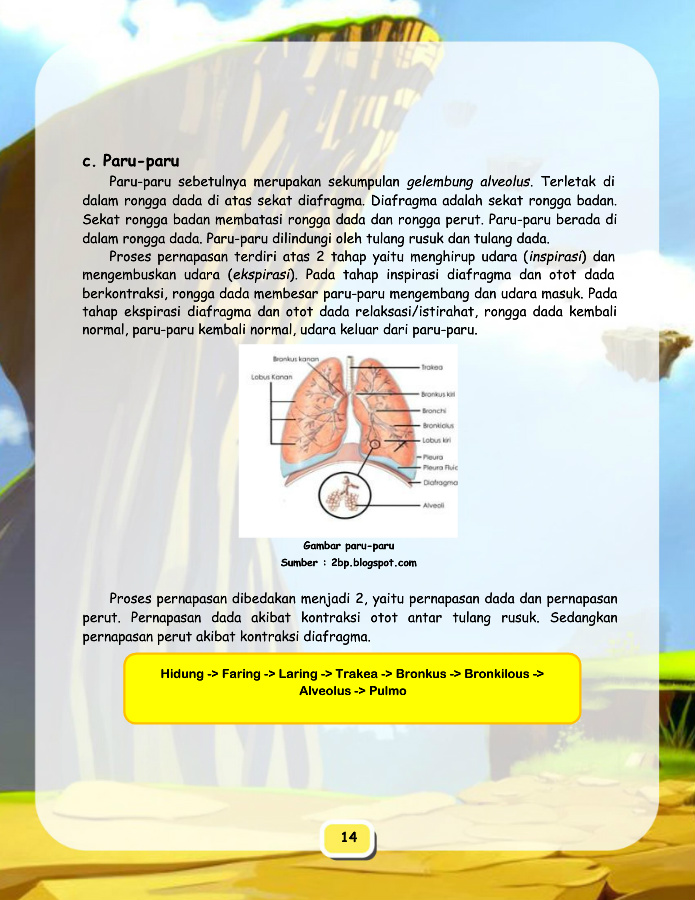 c. Paru-paru
Paru-paru sebetulnya merupakan sekumpulan gelembung alveolus. Terletak di
dalam rongga dada di atas sekat diafragma. Diafragma adalah sekat rongga badan.
Sekat rongga badan membatasi rongga dada dan rongga perut. Paru-paru berada di
dalam rongga dada. Paru-paru dilindungi oleh tulang rusuk dan tulang dada.
Proses pernapasan terdiri atas 2 tahap yaitu menghirup udara (inspirasi) dan
mengembuskan udara (ekspirasi). Pada tahap inspirasi diafragma dan otot dada
berkontraksi, rongga dada membesar paru-paru mengembang dan udara masuk. Pada
tahap ekspirasi diafragma dan otot dada relaksasi/istirahat, rongga dada kembali
normal, paru-paru kembali normal, udara keluar dari paru-paru.
Bronkus kanan
Trakea
Lobus Kanan
Bronkus kiri
Bronchi
Bronkiolus
Lobus kiri
Pleura
Pleura Fluid
Diafragma
Alveoli
Gambar paru-paru
Sumber : 2bp.blogspot.com
Proses pernapasan dibedakan menjadi 2, yaitu pernapasan dada dan pernapasan
perut. Pernapasan dada akibat kontraksi otot antar tulang rusuk. Sedangkan
pernapasan perut akibat kontraksi diafragma.
Hidung -> Faring -> Laring -> Trakea -> Bronkus -> Bronkilous ->
Alveolus -> Pulmo
14